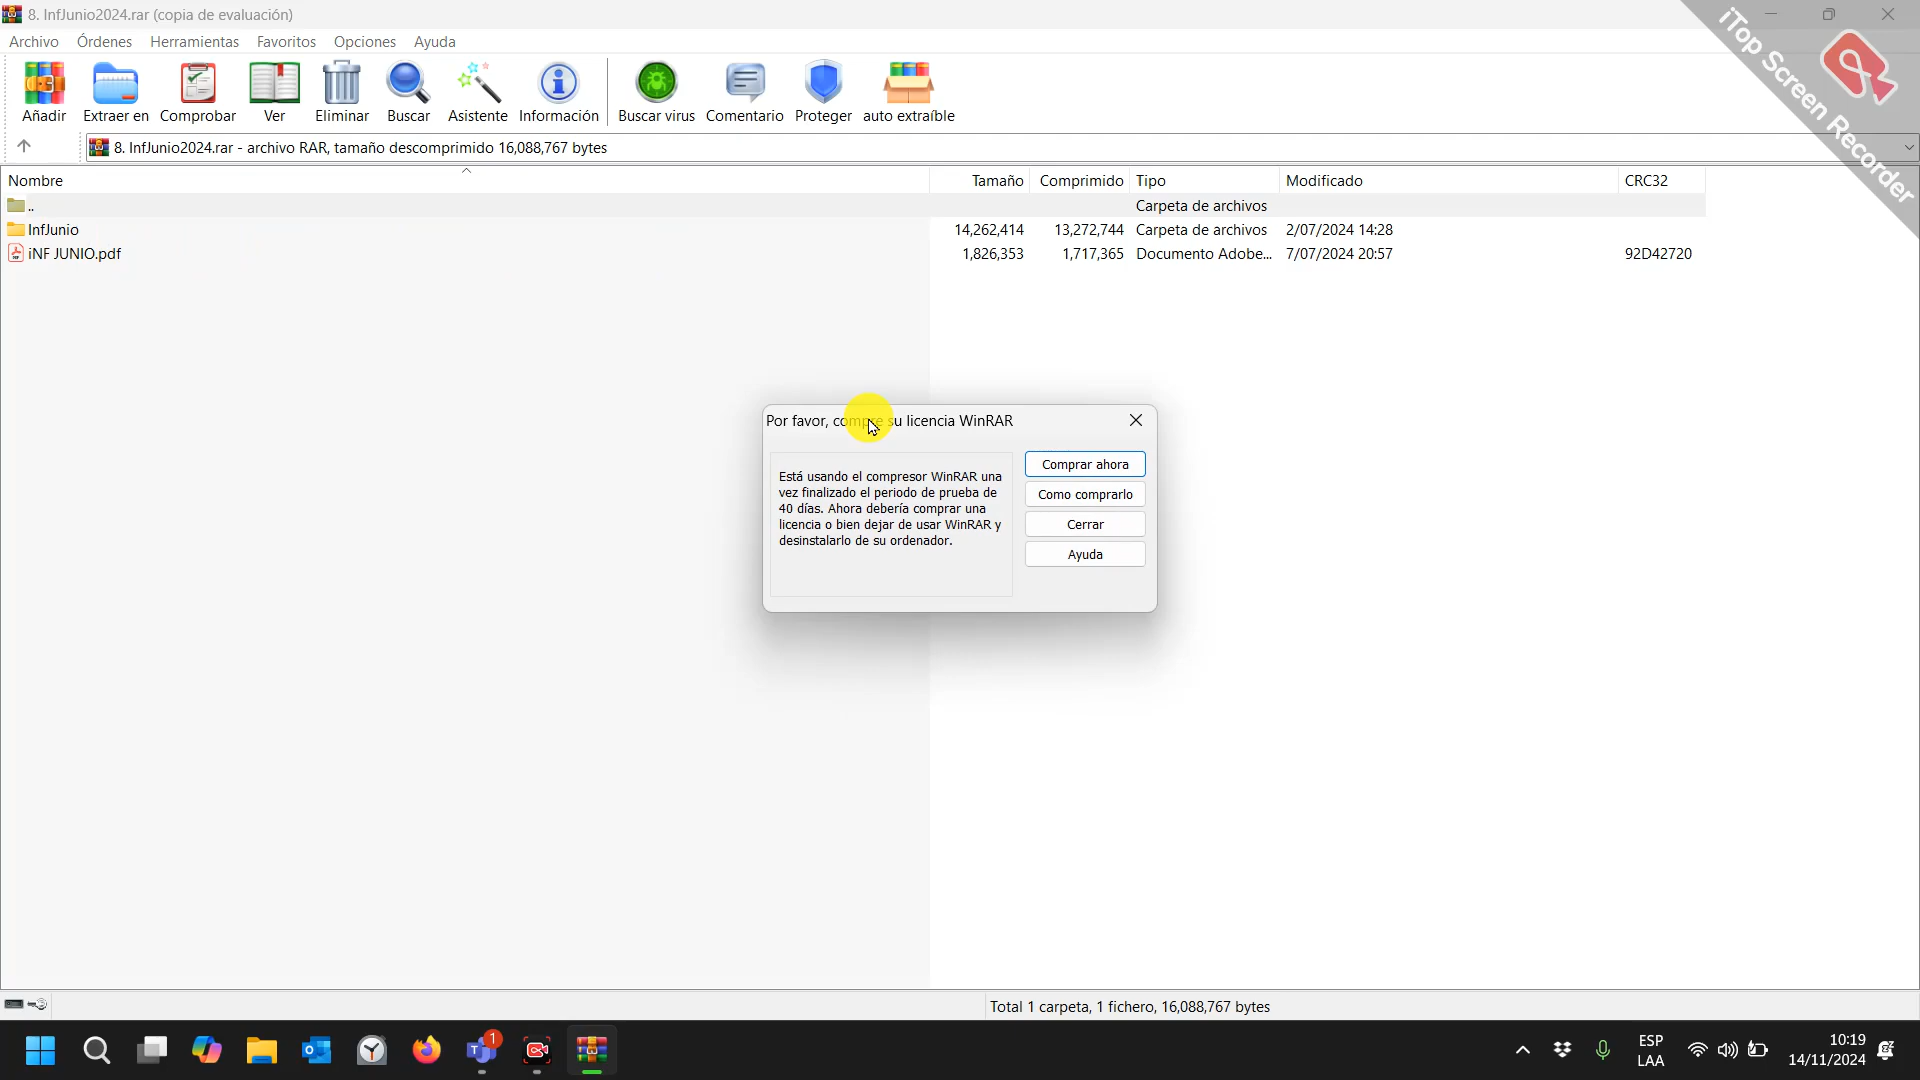 8. InfJunio2024.rar (copia de evaluación)
Archivo Órdenes Herramientas Favoritos Opciones Ayuda
Añadir Extraer en Comprobar Ver Eliminar Buscar Asistente Información Buscar virus Comentario Proteger auto extraíble
8. InfJunio2024.rar - archivo RAR, tamaño descomprimido 16,088,767 bytes
Nombre Tamaño Comprimido Tipo Modificado CRC32
.. Carpeta de archivos
InfJunio 14,262,414 13,272,744 Carpeta de archivos 2/07/2024 14:28
iNF JUNIO.pdf 1,826,353 1,717,365 Documento Adobe... 7/07/2024 20:57 92D42720
Por favor, compre su licencia WinRAR
Está usando el compresor WinRAR una
vez finalizado el periodo de prueba de
40 días. Ahora debería comprar una
licencia o bien dejar de usar WinRAR y
desinstalarlo de su ordenador.
Comprar ahora
Como comprarlo
Cerrar
Ayuda
iTop Screen Recorder
Total 1 carpeta, 1 fichero, 16,088,767 bytes
1
ESP
LAA
10:19
14/11/2024